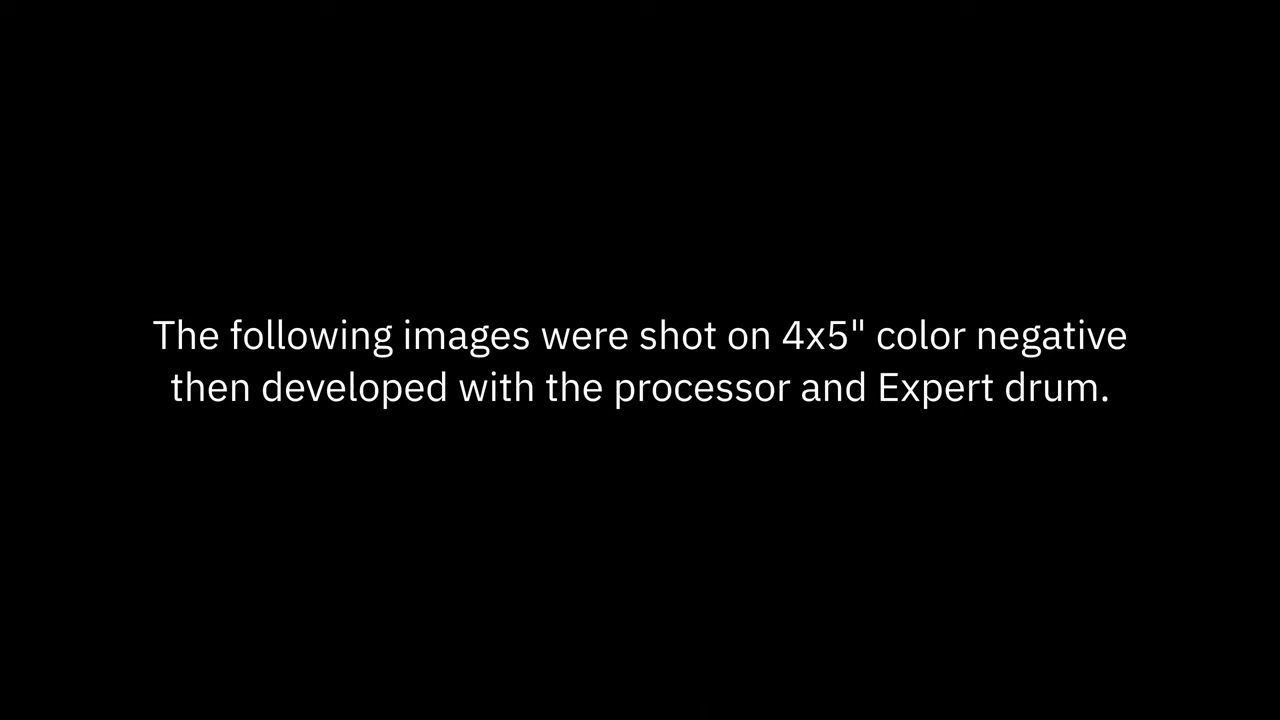 The following images were shot on 4x5" color negative
then developed with the processor and Expert drum.